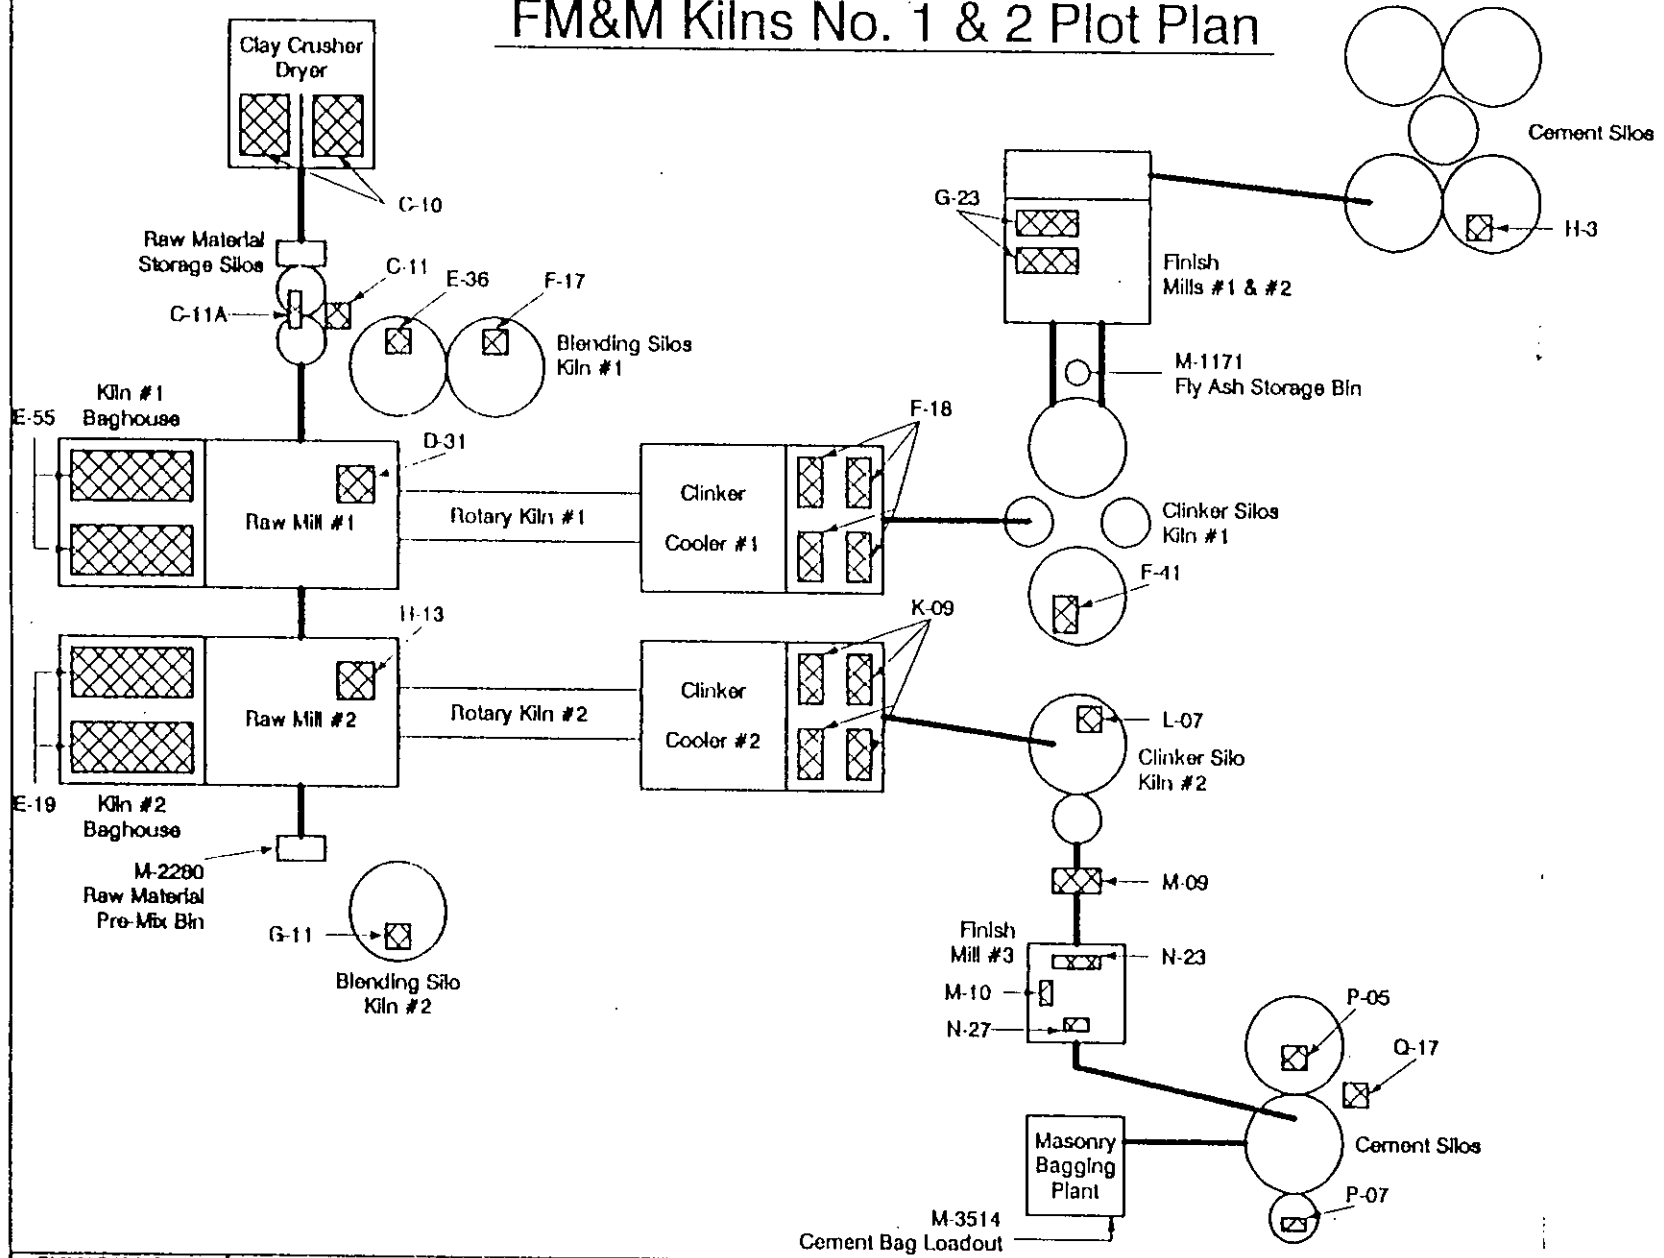 FM&M Kilns No. 1 & 2 Plot Plan
Clay Crusher
Dryer
C-10
Raw Material
Storage Silos
C-11
C-11A
E-36
F-17
Blending Silos
Kiln #1
G-23
Finish
Mills #1 & #2
Cement Silos
H-3
M-1171
Fly Ash Storage Bin
Kiln #1
Baghouse
E-55
D-31
Raw Mill #1
Rotary Kiln #1
Clinker
Cooler #1
F-18
Clinker Silos
Kiln #1
F-41
H-13
Raw Mill #2
Rotary Kiln #2
Clinker
Cooler #2
K-09
L-07
Clinker Silo
Kiln #2
E-19
Kiln #2
Baghouse
M-2280
Raw Material
Pre-Mix Bin
G-11
Blending Silo
Kiln #2
M-09
Finish
Mill #3
N-23
M-10
N-27
P-05
Q-17
Cement Silos
P-07
Masonry
Bagging
Plant
M-3514
Cement Bag Loadout